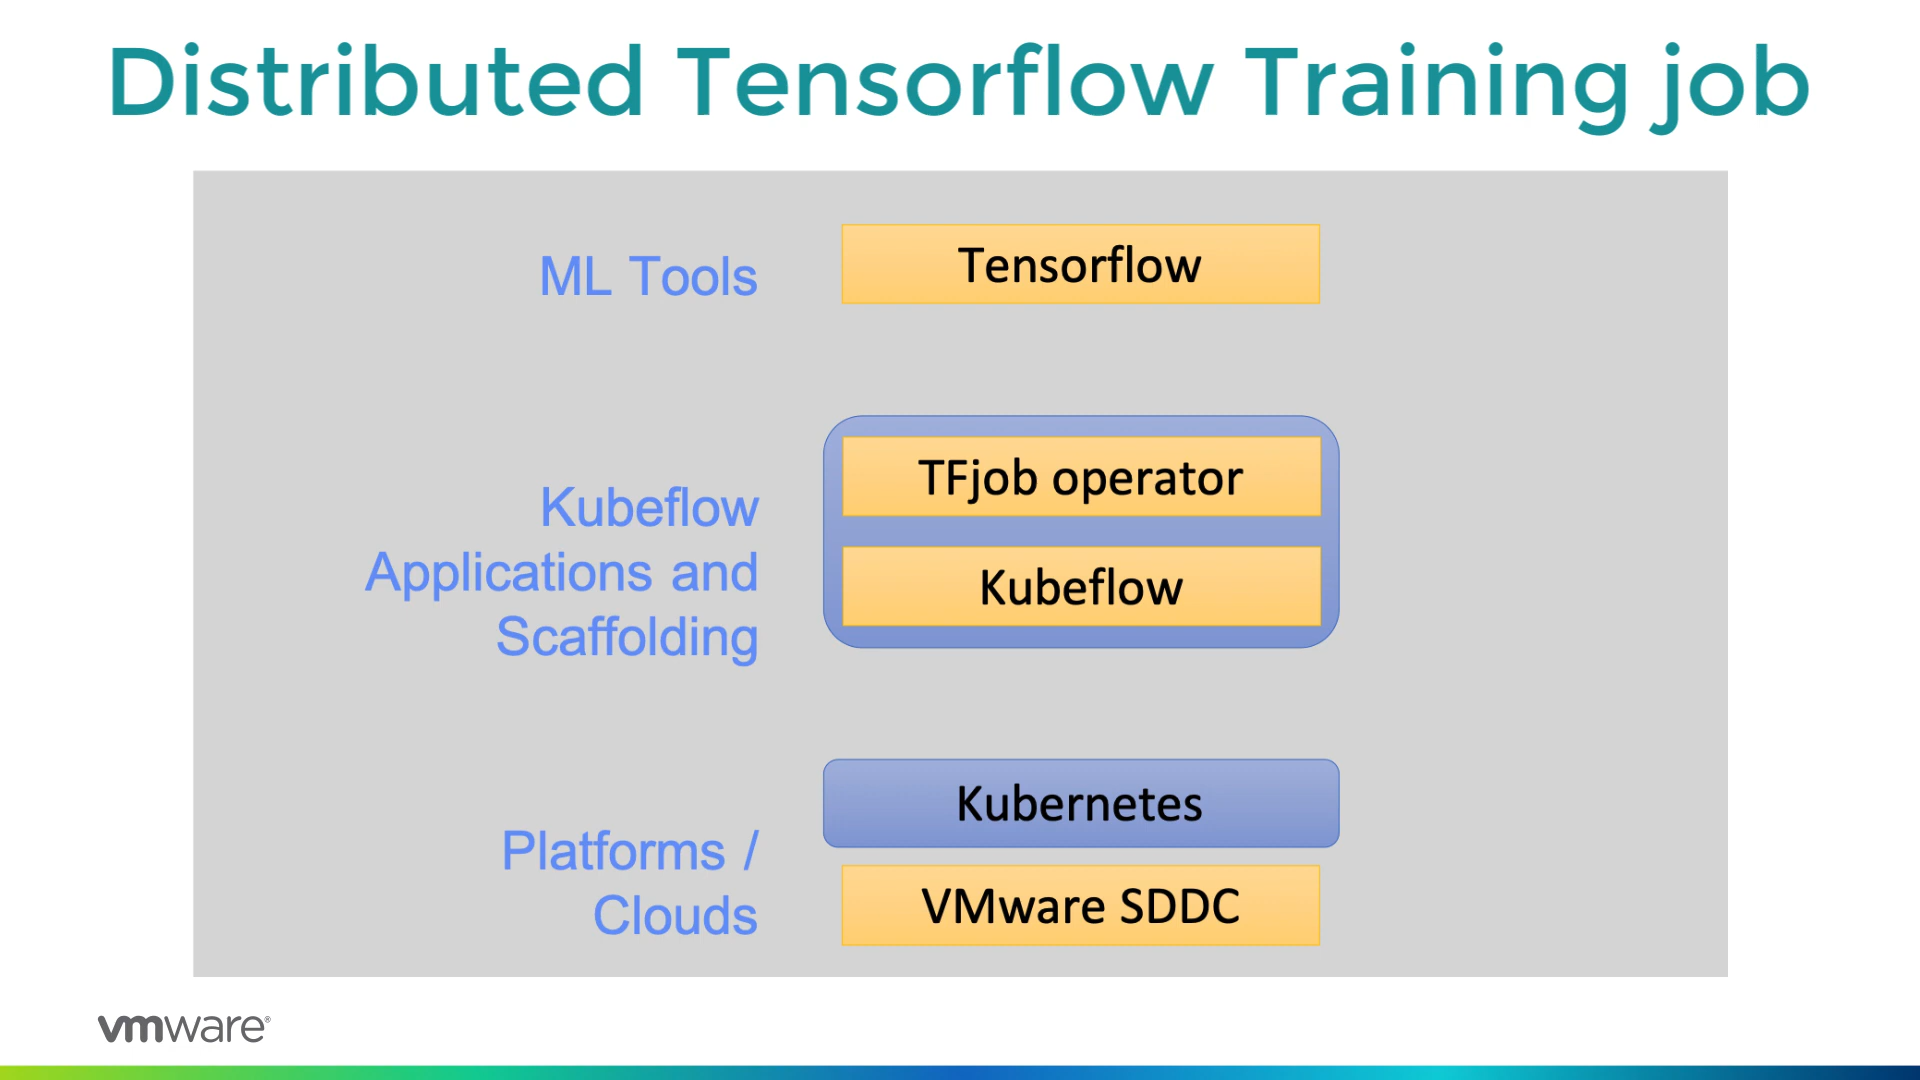 Distributed Tensorflow Training job
ML Tools
Tensorflow
Kubeflow
Applications and
Scaffolding
TFjob operator
Kubeflow
Platforms /
Clouds
Kubernetes
VMware SDDC
vmware®